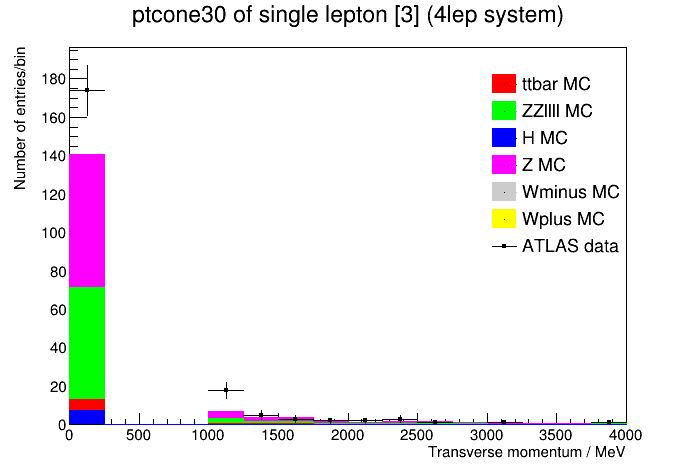 ptcone30 of single lepton [3] (4lep system)
Number of entries/bin
180
160
140
120
100
80
60
40
20
0
ttbar MC
ZZllll MC
H MC
Z MC
Wminus MC
Wplus MC
ATLAS data
0 500 1000 1500 2000 2500 3000 3500 4000
Transverse momentum / MeV